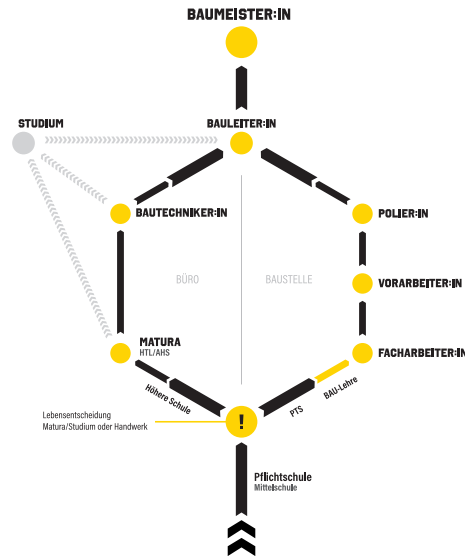 BAUMEISTER:IN
STUDIUM
BAULEITER:IN
BAUTECHNIKER:IN
POLIER:IN
BÜRO
BAUSTELLE
VORARBEITER:IN
MATURA
HTL/AHS
FACHARBEITER:IN
Höhere Schule
PTS
BAU-Lehre
Lebensentscheidung
Matura/Studium oder Handwerk
!
Pflichtschule
Mittelschule